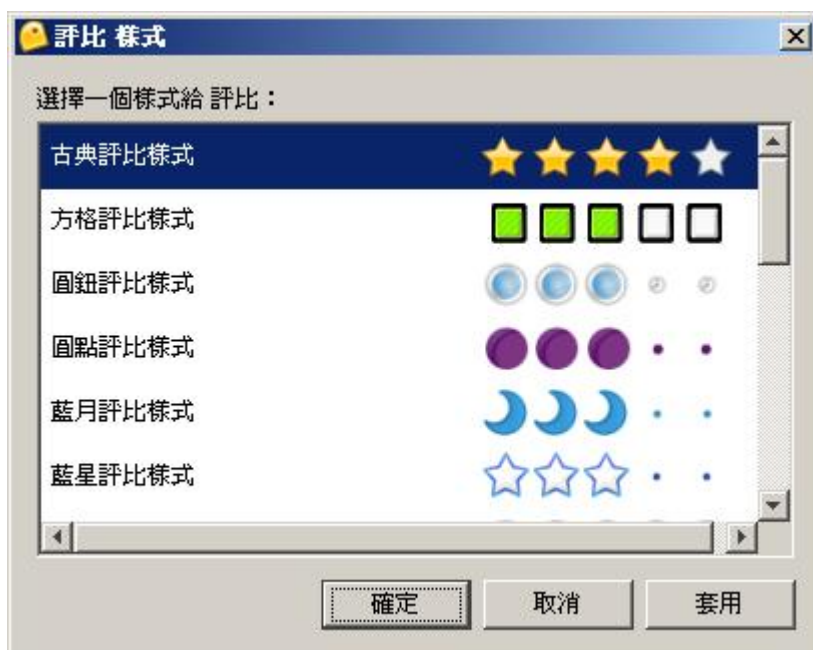 評比 樣式
選擇一個樣式給 評比：
古典評比樣式
方格評比樣式
圓鈕評比樣式
圓點評比樣式
藍月評比樣式
藍星評比樣式
確定
取消
套用